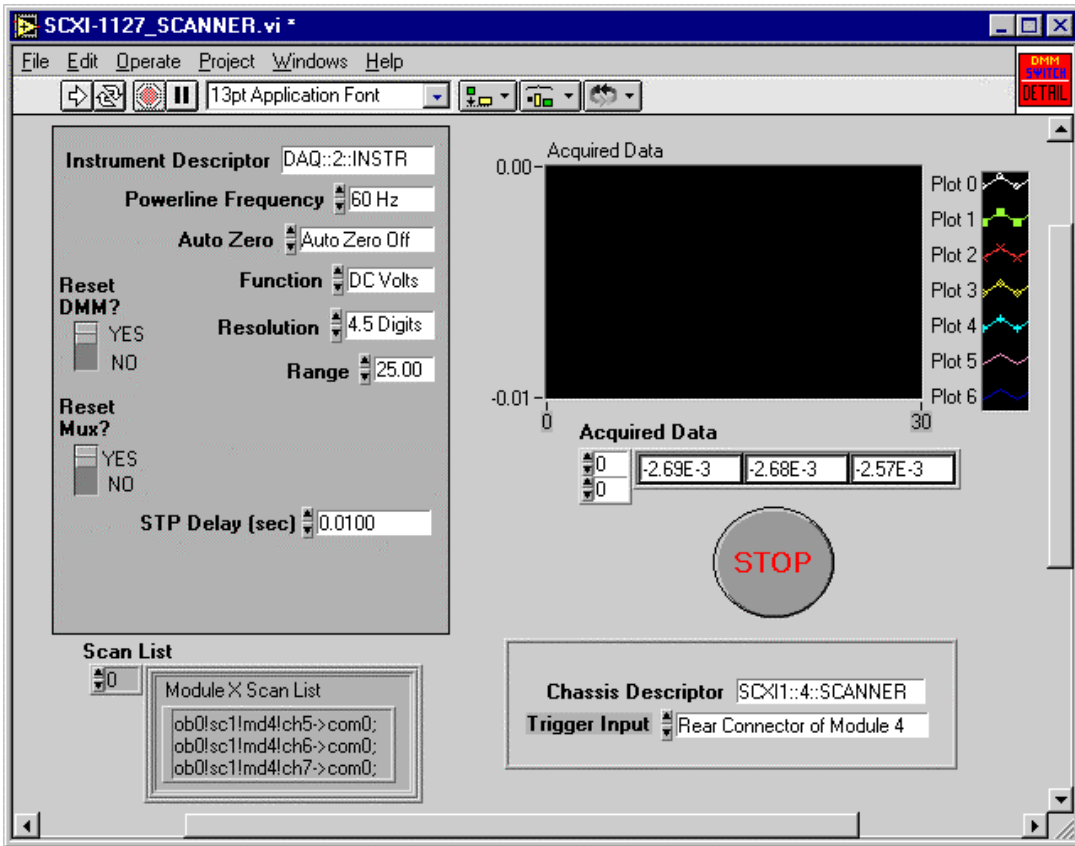 SCXI-1127_SCANNER.vi *
File Edit Operate Project Windows Help
DMM
SWITCH
DETAIL
13pt Application Font
Instrument Descriptor DAQ::2::INSTR
Powerline Frequency 60 Hz
Auto Zero Auto Zero Off
Function DC Volts
Reset
DMM?
YES
NO
Resolution 4.5 Digits
Range 25.00
Reset
Mux?
YES
NO
STP Delay (sec) 0.0100
Acquired Data
0.00
-0.01
0
30
Plot 0
Plot 1
Plot 2
Plot 3
Plot 4
Plot 5
Plot 6
Acquired Data
0
0
-2.69E-3 -2.68E-3 -2.57E-3
STOP
Scan List
0
Module X Scan List
ob0!sc1!md4!ch5->com0;
ob0!sc1!md4!ch6->com0;
ob0!sc1!md4!ch7->com0;
Chassis Descriptor SCXI1::4::SCANNER
Trigger Input Rear Connector of Module 4